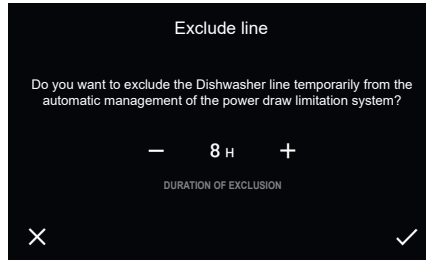 Exclude line
Do you want to exclude the Dishwasher line temporarily from the
automatic management of the power draw limitation system?
− 8 H +
DURATION OF EXCLUSION